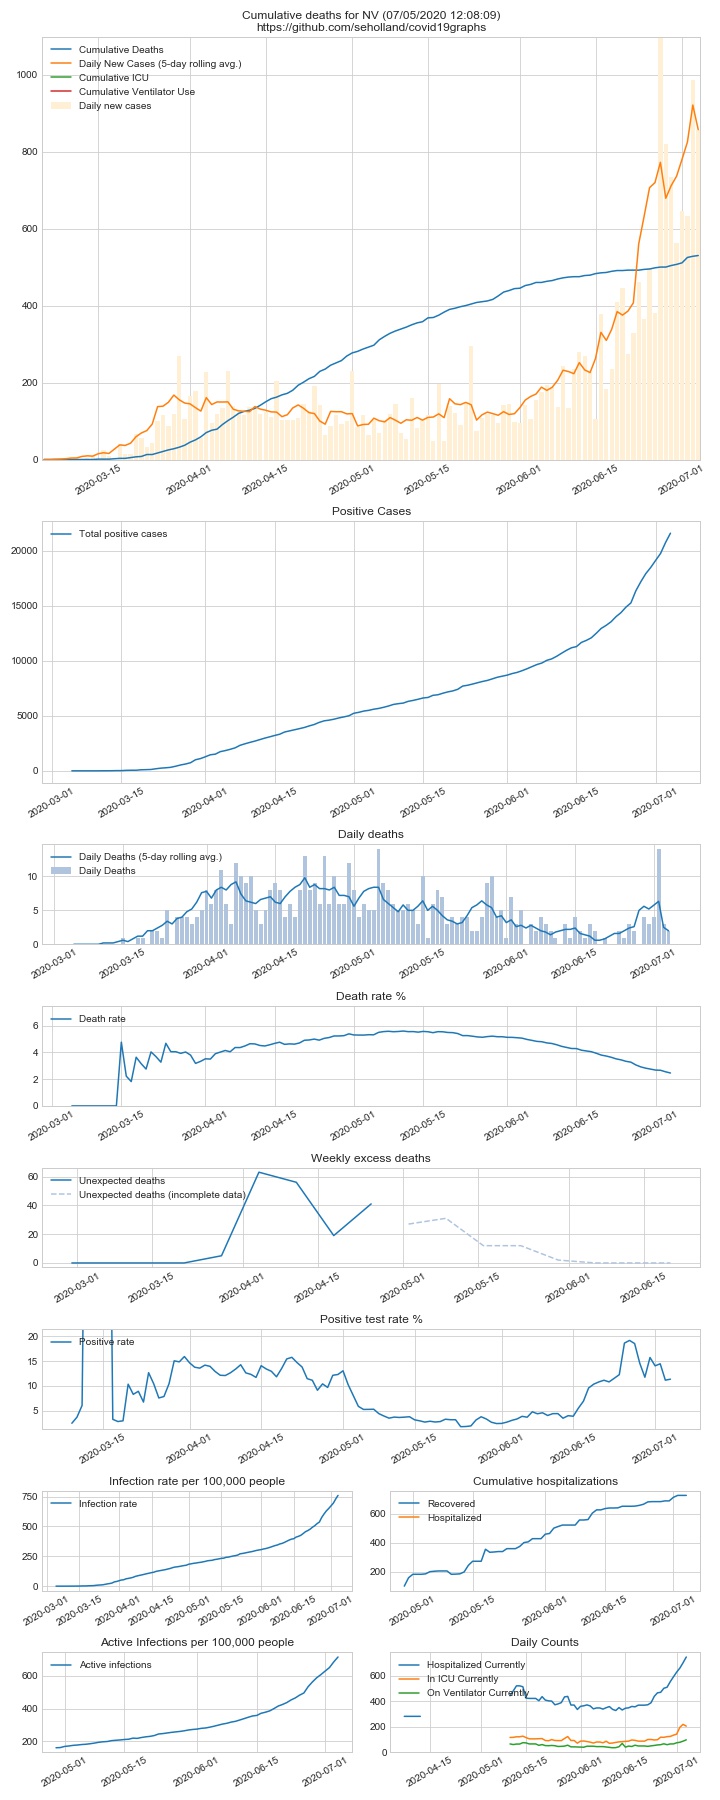 Cumulative deaths for NV (07/05/2020 12:08:09)
https://github.com/seholland/covid19graphs
Cumulative Deaths
Daily New Cases (5-day rolling avg.)
Cumulative ICU
Cumulative Ventilator Use
Daily new cases
1000
800
600
400
200
0
2020-03-15 2020-04-01 2020-04-15 2020-05-01 2020-05-15 2020-06-01 2020-06-15 2020-07-01
Positive Cases
Total positive cases
20000
15000
10000
5000
0
2020-03-01 2020-03-15 2020-04-01 2020-04-15 2020-05-01 2020-05-15 2020-06-01 2020-06-15 2020-07-01
Daily deaths
Daily Deaths (5-day rolling avg.)
Daily Deaths
10
5
0
2020-03-01 2020-03-15 2020-04-01 2020-04-15 2020-05-01 2020-05-15 2020-06-01 2020-06-15 2020-07-01
Death rate %
Death rate
6
4
2
0
2020-03-01 2020-03-15 2020-04-01 2020-04-15 2020-05-01 2020-05-15 2020-06-01 2020-06-15 2020-07-01
Weekly excess deaths
Unexpected deaths
Unexpected deaths (incomplete data)
60
40
20
0
2020-03-01 2020-03-15 2020-04-01 2020-04-15 2020-05-01 2020-05-15 2020-06-01 2020-06-15
Positive test rate %
Positive rate
20
15
10
5
2020-03-15 2020-04-01 2020-04-15 2020-05-01 2020-05-15 2020-06-01 2020-06-15 2020-07-01
Infection rate per 100,000 people
Infection rate
750
500
250
0
2020-03-01 2020-03-15 2020-04-01 2020-04-15 2020-05-01 2020-05-15 2020-06-01 2020-06-15 2020-07-01
Cumulative hospitalizations
Recovered
Hospitalized
600
400
200
2020-05-01 2020-05-15 2020-06-01 2020-06-15 2020-07-01
Active Infections per 100,000 people
Active infections
600
400
200
2020-05-01 2020-05-15 2020-06-01 2020-06-15 2020-07-01
Daily Counts
Hospitalized Currently
In ICU Currently
On Ventilator Currently
600
400
200
0
2020-04-15 2020-05-01 2020-05-15 2020-06-01 2020-06-15 2020-07-01